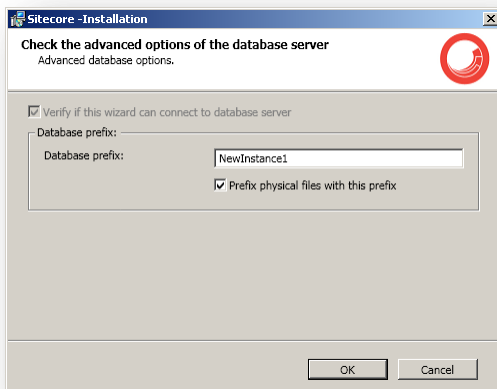 Sitecore -Installation
Check the advanced options of the database server
Advanced database options.
Verify if this wizard can connect to database server
Database prefix:
Database prefix:
NewInstance1
Prefix physical files with this prefix
OK
Cancel